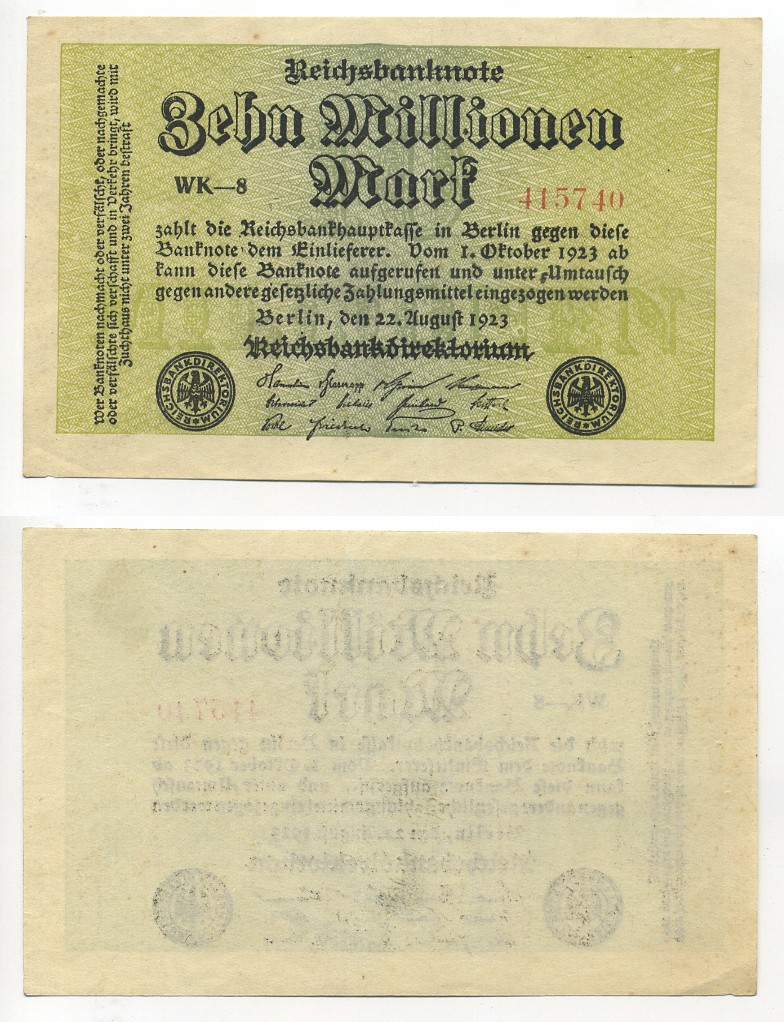 Reichsbanknote
Zehn Millionen
Mark
WK—8
415740
zahlt die Reichsbankhauptkasse in Berlin gegen diese
Banknote dem Einlieferer. Vom 1. Oktober 1923 ab
kann diese Banknote aufgerufen und unter Umtausch
gegen andere gesetzliche Zahlungsmittel eingezogen werden
Berlin, den 22. August 1923
Reichsbankdirektorium
REICHSBANKDIREKTORIUM
REICHSBANKDIREKTORIUM
Wer Banknoten nachmacht oder verfälscht, oder nachgemachte
oder verfälschte sich verschafft und in Verkehr bringt, wird mit
Zuchthaus nicht unter zwei Jahren bestraft